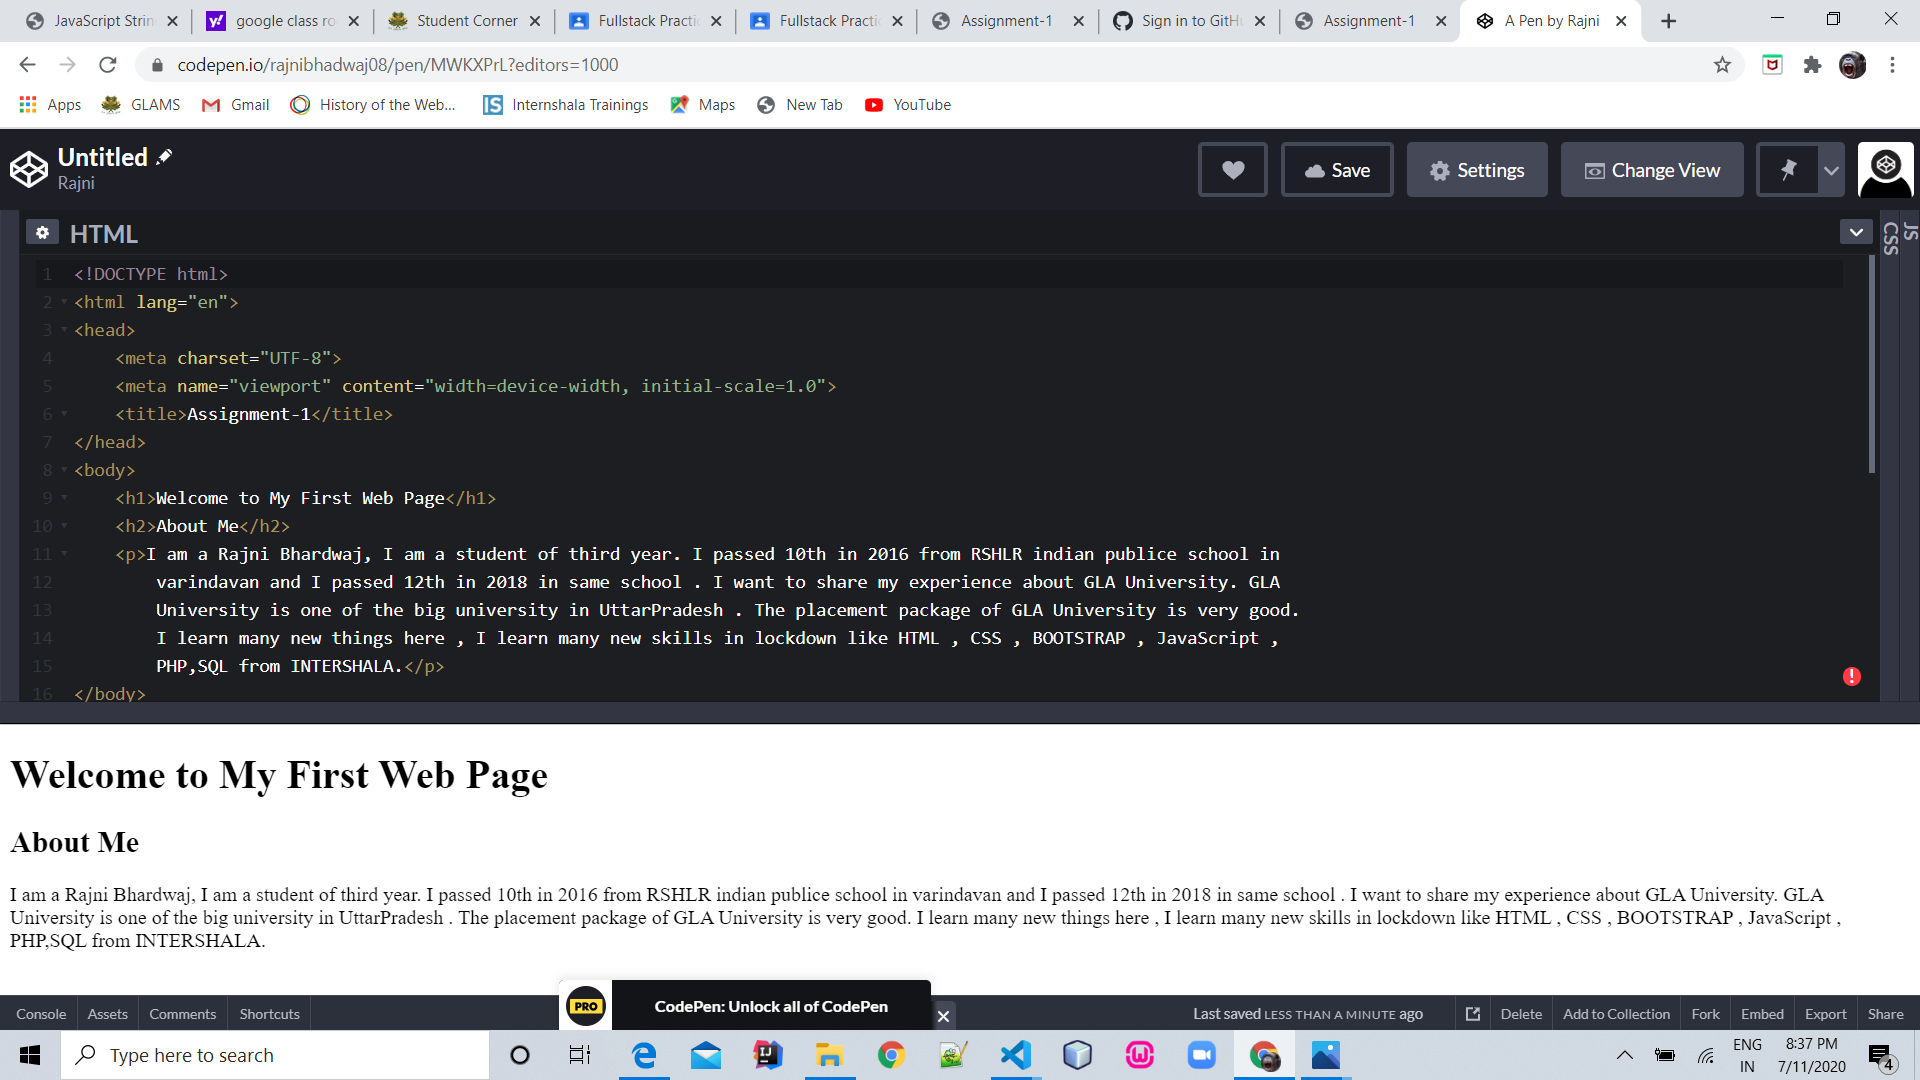 JavaScript Strin
google class ro
Student Corner
Fullstack Practic
Fullstack Practic
Assignment-1
Sign in to GitHu
Assignment-1
A Pen by Rajni
codepen.io/rajnibhadwaj08/pen/MWKXPrL?editors=1000
Apps
GLAMS
Gmail
History of the Web...
Internshala Trainings
Maps
New Tab
YouTube
Untitled
Rajni
Save
Settings
Change View
HTML
CSS
JS
1 <!DOCTYPE html>
2 <html lang="en">
3 <head>
4 <meta charset="UTF-8">
5 <meta name="viewport" content="width=device-width, initial-scale=1.0">
6 <title>Assignment-1</title>
7 </head>
8 <body>
9 <h1>Welcome to My First Web Page</h1>
10 <h2>About Me</h2>
11 <p>I am a Rajni Bhardwaj, I am a student of third year. I passed 10th in 2016 from RSHLR indian publice school in
12 varindavan and I passed 12th in 2018 in same school . I want to share my experience about GLA University. GLA
13 University is one of the big university in UttarPradesh . The placement package of GLA University is very good.
14 I learn many new things here , I learn many new skills in lockdown like HTML , CSS , BOOTSTRAP , JavaScript ,
15 PHP,SQL from INTERSHALA.</p>
16 </body>
Welcome to My First Web Page
About Me
I am a Rajni Bhardwaj, I am a student of third year. I passed 10th in 2016 from RSHLR indian publice school in varindavan and I passed 12th in 2018 in same school . I want to share my experience about GLA University. GLA
University is one of the big university in UttarPradesh . The placement package of GLA University is very good. I learn many new things here , I learn many new skills in lockdown like HTML , CSS , BOOTSTRAP , JavaScript ,
PHP,SQL from INTERSHALA.
Console
Assets
Comments
Shortcuts
PRO
CodePen: Unlock all of CodePen
Last saved LESS THAN A MINUTE ago
Delete
Add to Collection
Fork
Embed
Export
Share
Type here to search
ENG
IN
8:37 PM
7/11/2020
4